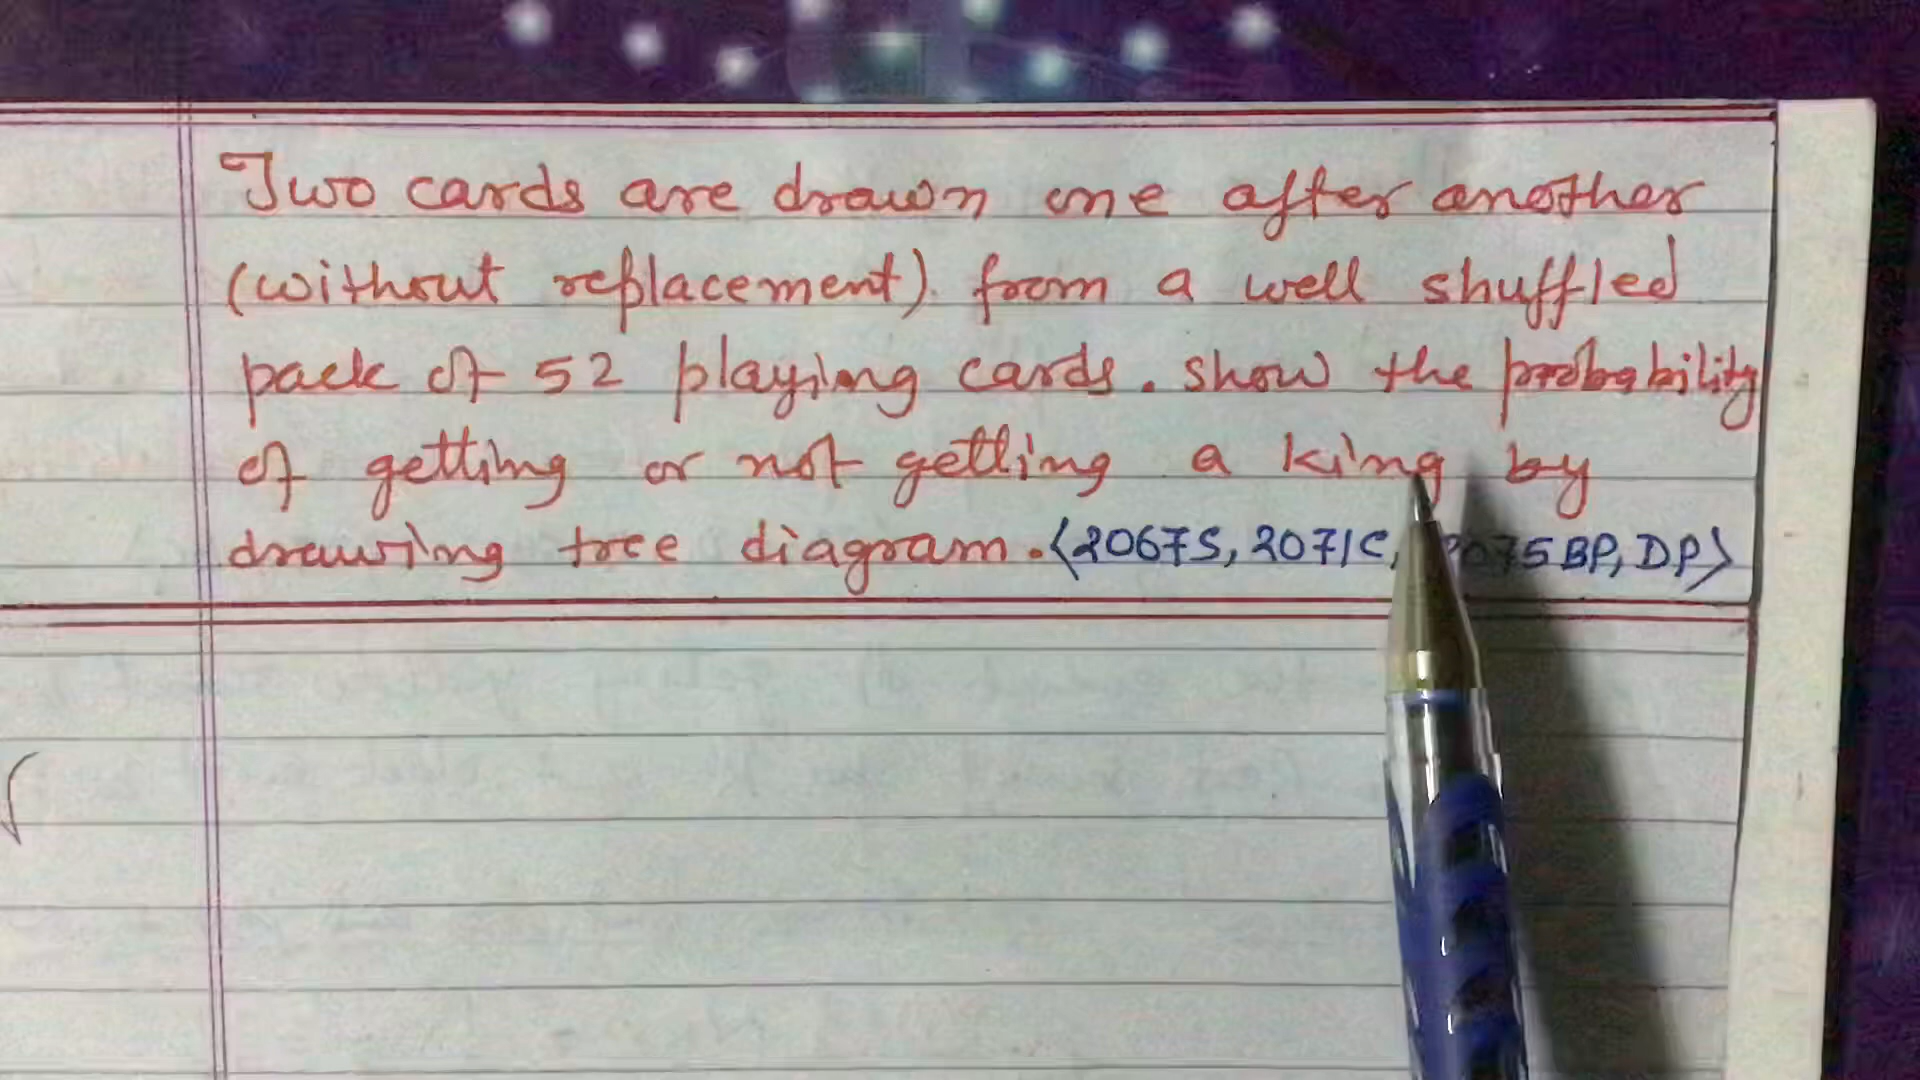 Two cards are drawn one after another
(without replacement). from a well shuffled
pack of 52 playing cards. show the probability
of getting or not getting a king by
drawing tree diagram. <2067S, 2071C, 2075BP, DP>